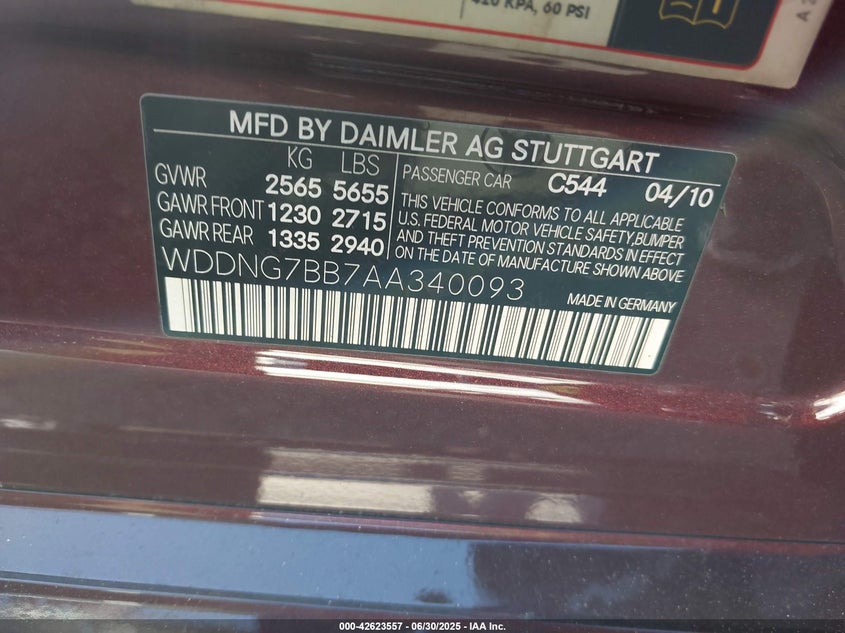 420 KPA, 60 PSI
MFD BY DAIMLER AG STUTTGART
KG LBS
GVWR 2565 5655
GAWR FRONT 1230 2715
GAWR REAR 1335 2940
PASSENGER CAR C544 04/10
THIS VEHICLE CONFORMS TO ALL APPLICABLE
U.S. FEDERAL MOTOR VEHICLE SAFETY, BUMPER
AND THEFT PREVENTION STANDARDS IN EFFECT
ON THE DATE OF MANUFACTURE SHOWN ABOVE
WDDNG7BB7AA340093
MADE IN GERMANY
000-42623557 - 06/30/2025 - IAA Inc.